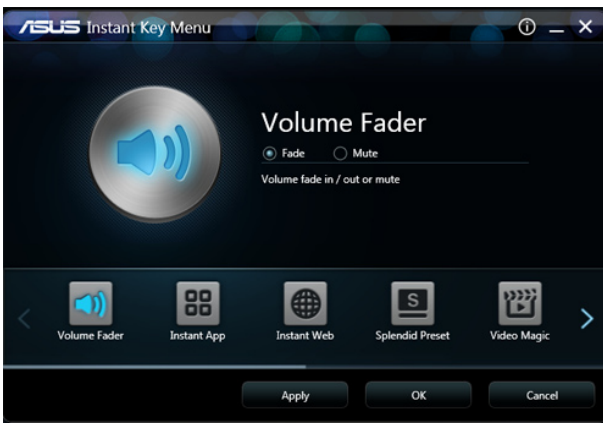 ASUS Instant Key Menu
Volume Fader
Fade Mute
Volume fade in / out or mute
S
Volume Fader Instant App Instant Web Splendid Preset Video Magic
Apply OK Cancel